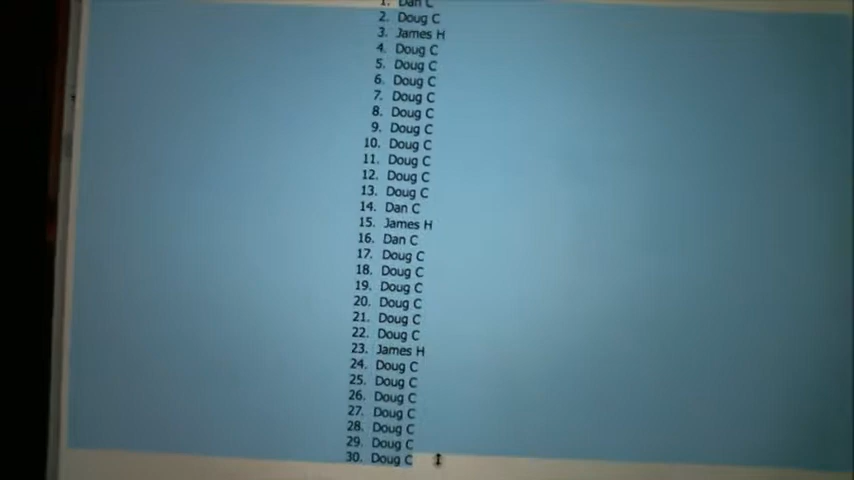 1. Dan C
2. Doug C
3. James H
4. Doug C
5. Doug C
6. Doug C
7. Doug C
8. Doug C
9. Doug C
10. Doug C
11. Doug C
12. Doug C
13. Doug C
14. Dan C
15. James H
16. Dan C
17. Doug C
18. Doug C
19. Doug C
20. Doug C
21. Doug C
22. Doug C
23. James H
24. Doug C
25. Doug C
26. Doug C
27. Doug C
28. Doug C
29. Doug C
30. Doug C